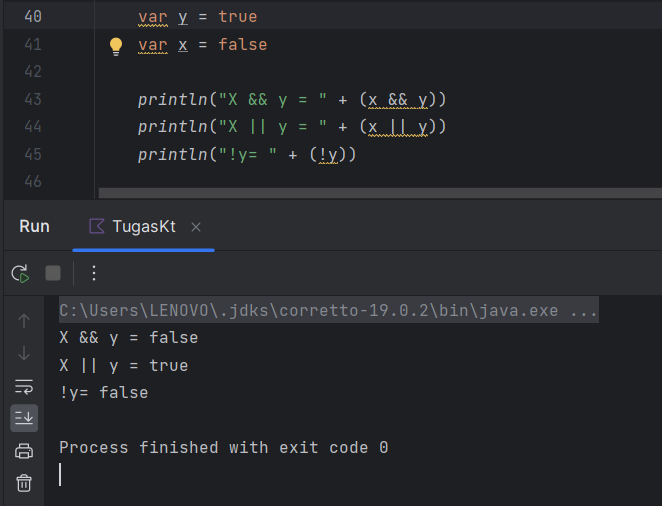 40 var y = true
41 var x = false
42
43 println("X && y = " + (x && y))
44 println("X || y = " + (x || y))
45 println("!y= " + (!y))
46
Run TugasKt
C:\Users\LENOVO\.jdks\corretto-19.0.2\bin\java.exe ...
X && y = false
X || y = true
!y= false
Process finished with exit code 0